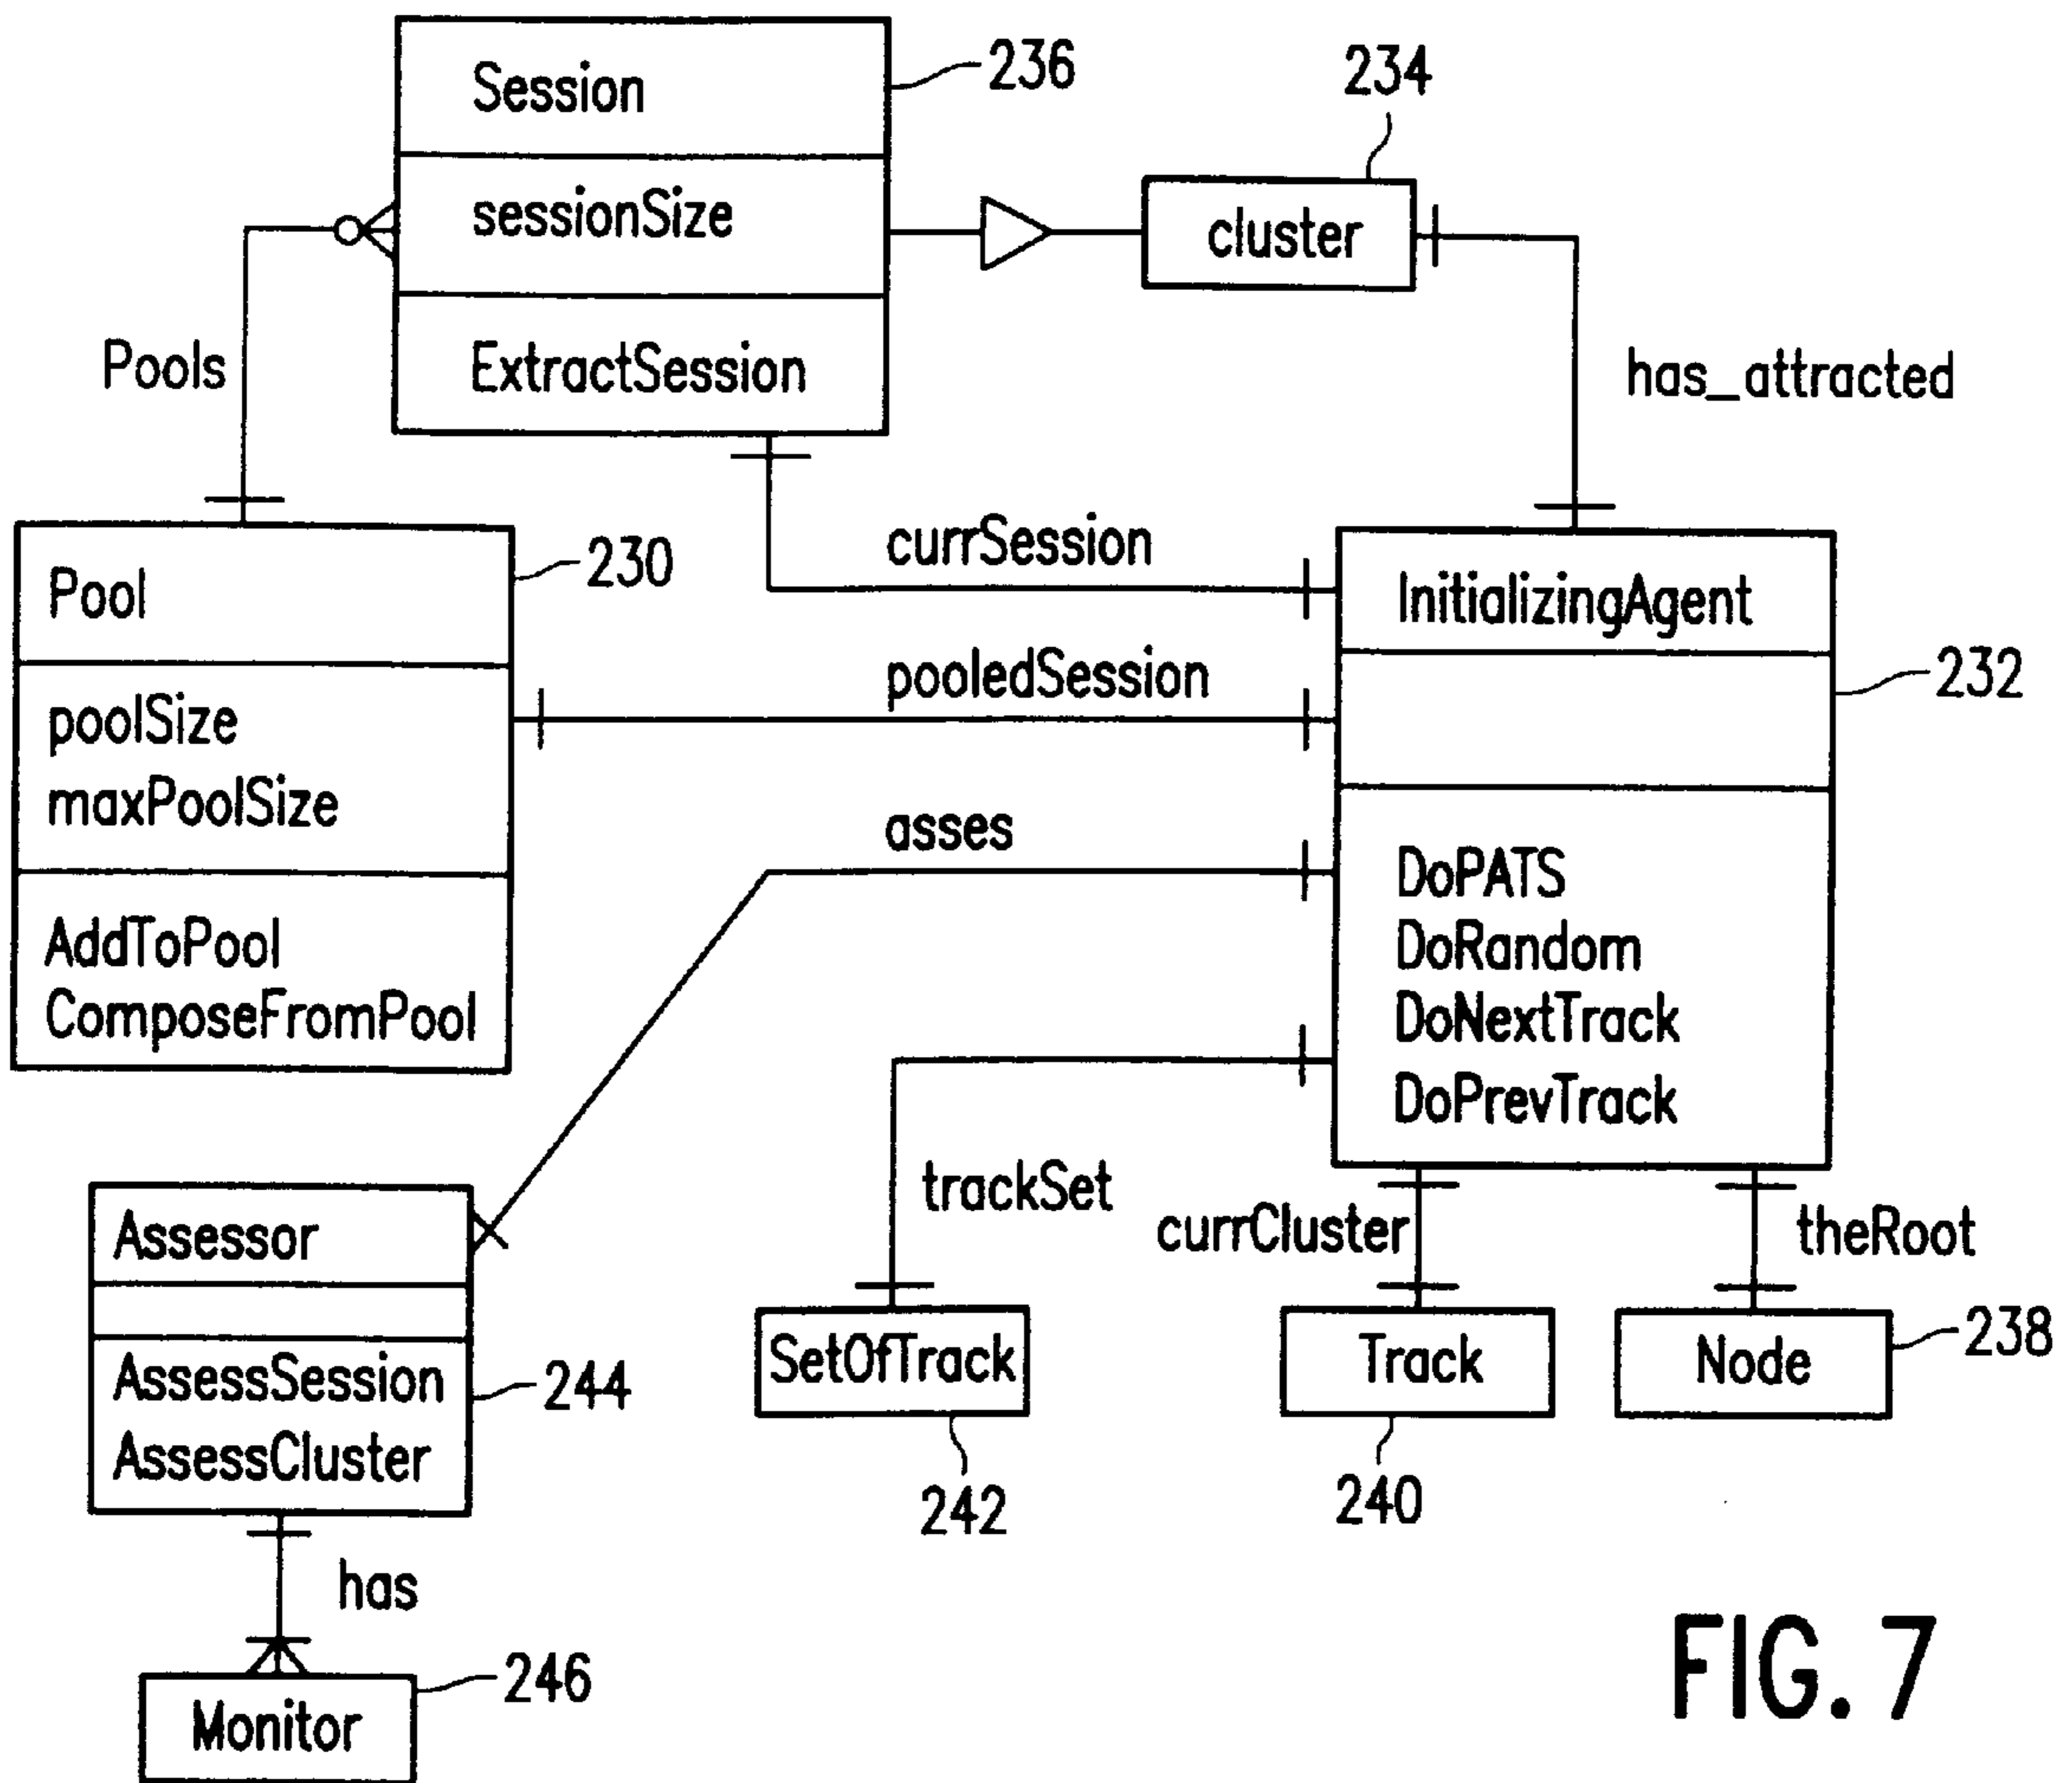 Session
236
234
sessionSize
cluster
ExtractSession
Pools
has_attracted
currSession
230
Pool
InitializingAgent
pooledSession
232
poolSize
maxPoolSize
asses
DoPATS
AddToPool
DoRandom
ComposeFromPool
DoNextTrack
DoPrevTrack
trackSet
currCluster
theRoot
Assessor
SetOfTrack
Track
Node
238
AssessSession
244
AssessCluster
242
240
has
246
Monitor
FIG. 7